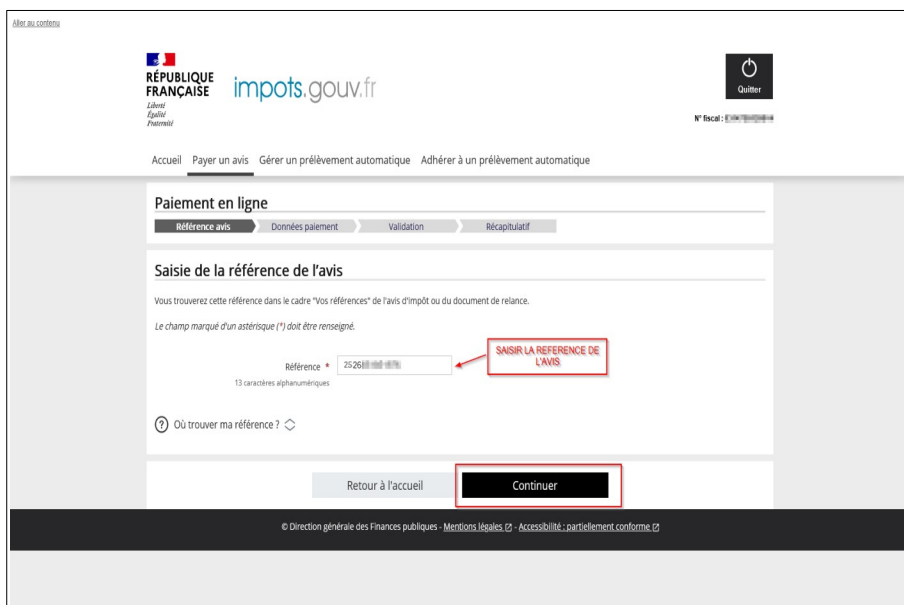 Aller au contenu
RÉPUBLIQUE
FRANÇAISE
Liberté
Égalité
Fraternité
impots.gouv.fr
Quitter
N° fiscal :
Accueil Payer un avis Gérer un prélèvement automatique Adhérer à un prélèvement automatique
Paiement en ligne
Référence avis Données paiement Validation Récapitulatif
Saisie de la référence de l'avis
Vous trouverez cette référence dans le cadre "Vos références" de l'avis d'impôt ou du document de relance.
Le champ marqué d'un astérisque (*) doit être renseigné.
SAISIR LA REFERENCE DE
L'AVIS
Référence * 2526
13 caractères alphanumériques
? Où trouver ma référence ?
Retour à l'accueil Continuer
© Direction générale des Finances publiques - Mentions légales - Accessibilité : partiellement conforme